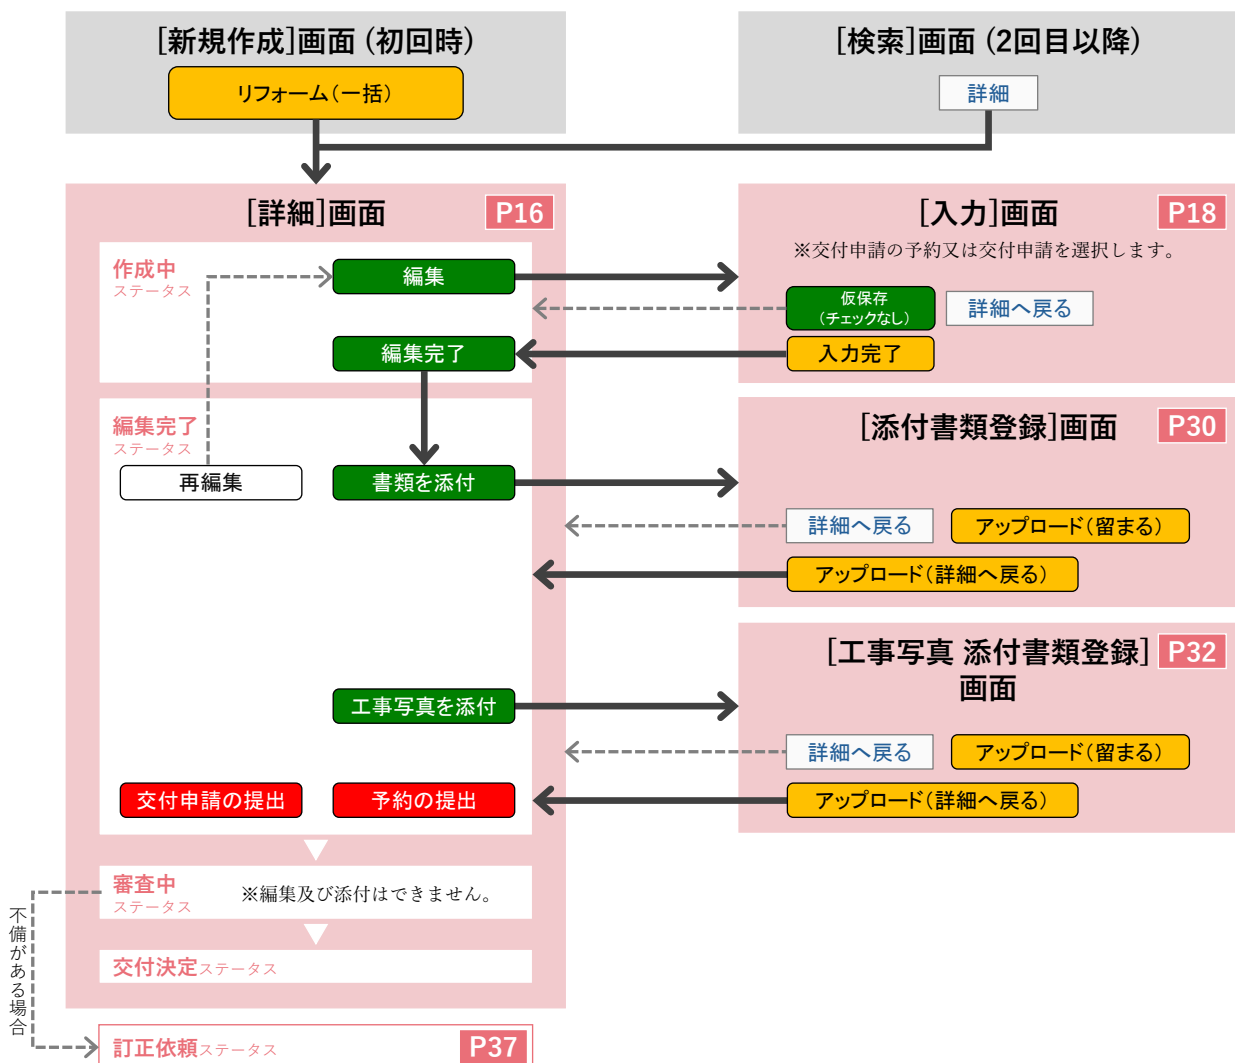 [新規作成]画面 (初回時)
リフォーム(一括)
[検索]画面 (2回目以降)
詳細
[詳細]画面
P16
作成中
ステータス
編集
編集完了
[入力]画面
P18
※交付申請の予約又は交付申請を選択します。
仮保存
(チェックなし)
詳細へ戻る
入力完了
編集完了
ステータス
再編集
書類を添付
[添付書類登録]画面
P30
詳細へ戻る
アップロード(留まる)
アップロード(詳細へ戻る)
工事写真を添付
交付申請の提出
予約の提出
[工事写真 添付書類登録]
画面
P32
詳細へ戻る
アップロード(留まる)
アップロード(詳細へ戻る)
審査中
ステータス
※編集及び添付はできません。
交付決定ステータス
不備がある場合
訂正依頼ステータス
P37